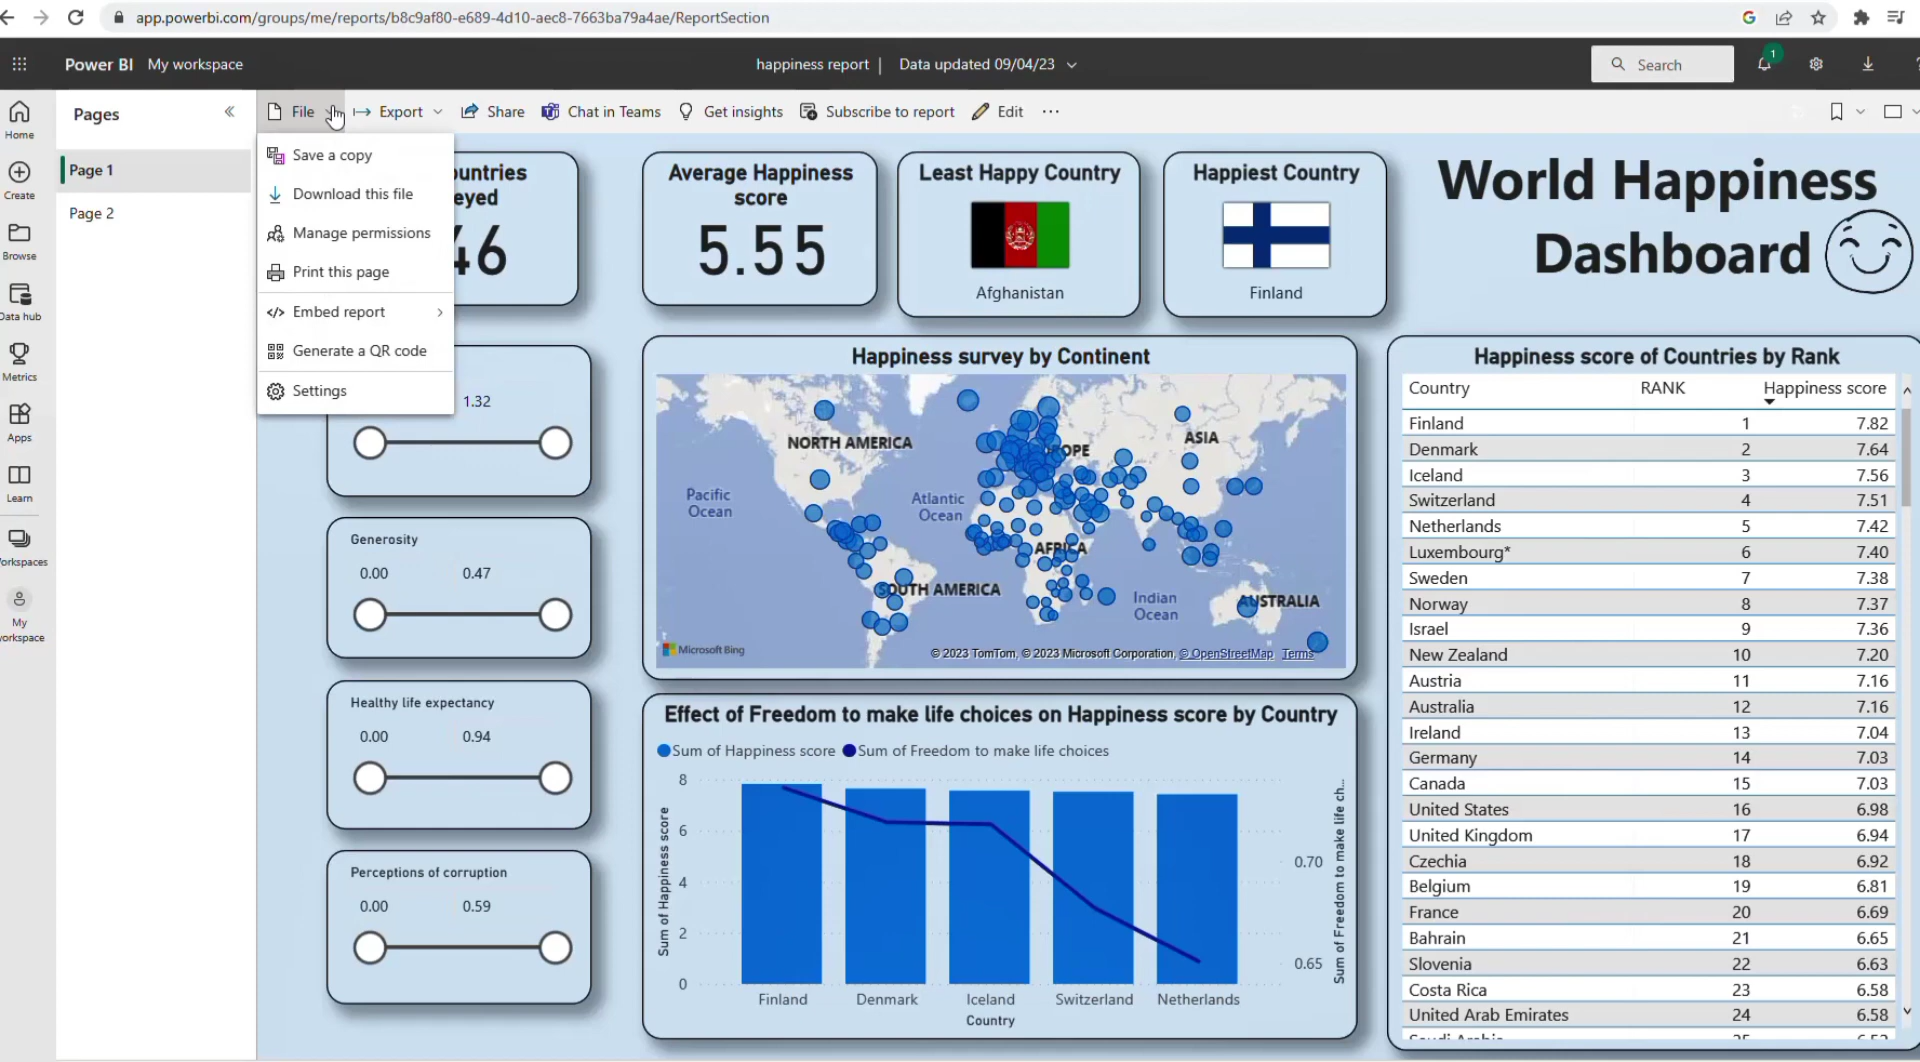 app.powerbi.com/groups/me/reports/b8c9af80-e689-4d10-aec8-7663ba79a4ae/ReportSection
Power BI My workspace
happiness report | Data updated 09/04/23
Search
1
Home
Create
Browse
Data hub
Metrics
Apps
Learn
orkspaces
My
orkspace
Pages
Page 1
Page 2
File Export Share Chat in Teams Get insights Subscribe to report Edit
Save a copy
Download this file
Manage permissions
Print this page
Embed report
Generate a QR code
Settings
ountries
eyed
46
Average Happiness
score
5.55
Least Happy Country
Afghanistan
Happiest Country
Finland
World Happiness
Dashboard
1.32
Generosity
0.00 0.47
Healthy life expectancy
0.00 0.94
Perceptions of corruption
0.00 0.59
Happiness survey by Continent
NORTH AMERICA
ASIA
OPE
Pacific
Ocean
Atlantic
Ocean
AFRICA
SOUTH AMERICA
Indian
Ocean
AUSTRALIA
Microsoft Bing
© 2023 TomTom, © 2023 Microsoft Corporation, © OpenStreetMap Terms
Effect of Freedom to make life choices on Happiness score by Country
Sum of Happiness score Sum of Freedom to make life choices
Sum of Happiness score
8
6
4
2
0
0.70
0.65
Sum of Freedom to make life ch...
Finland Denmark Iceland Switzerland Netherlands
Country
Happiness score of Countries by Rank
Country RANK Happiness score
Finland 1 7.82
Denmark 2 7.64
Iceland 3 7.56
Switzerland 4 7.51
Netherlands 5 7.42
Luxembourg* 6 7.40
Sweden 7 7.38
Norway 8 7.37
Israel 9 7.36
New Zealand 10 7.20
Austria 11 7.16
Australia 12 7.16
Ireland 13 7.04
Germany 14 7.03
Canada 15 7.03
United States 16 6.98
United Kingdom 17 6.94
Czechia 18 6.92
Belgium 19 6.81
France 20 6.69
Bahrain 21 6.65
Slovenia 22 6.63
Costa Rica 23 6.58
United Arab Emirates 24 6.58